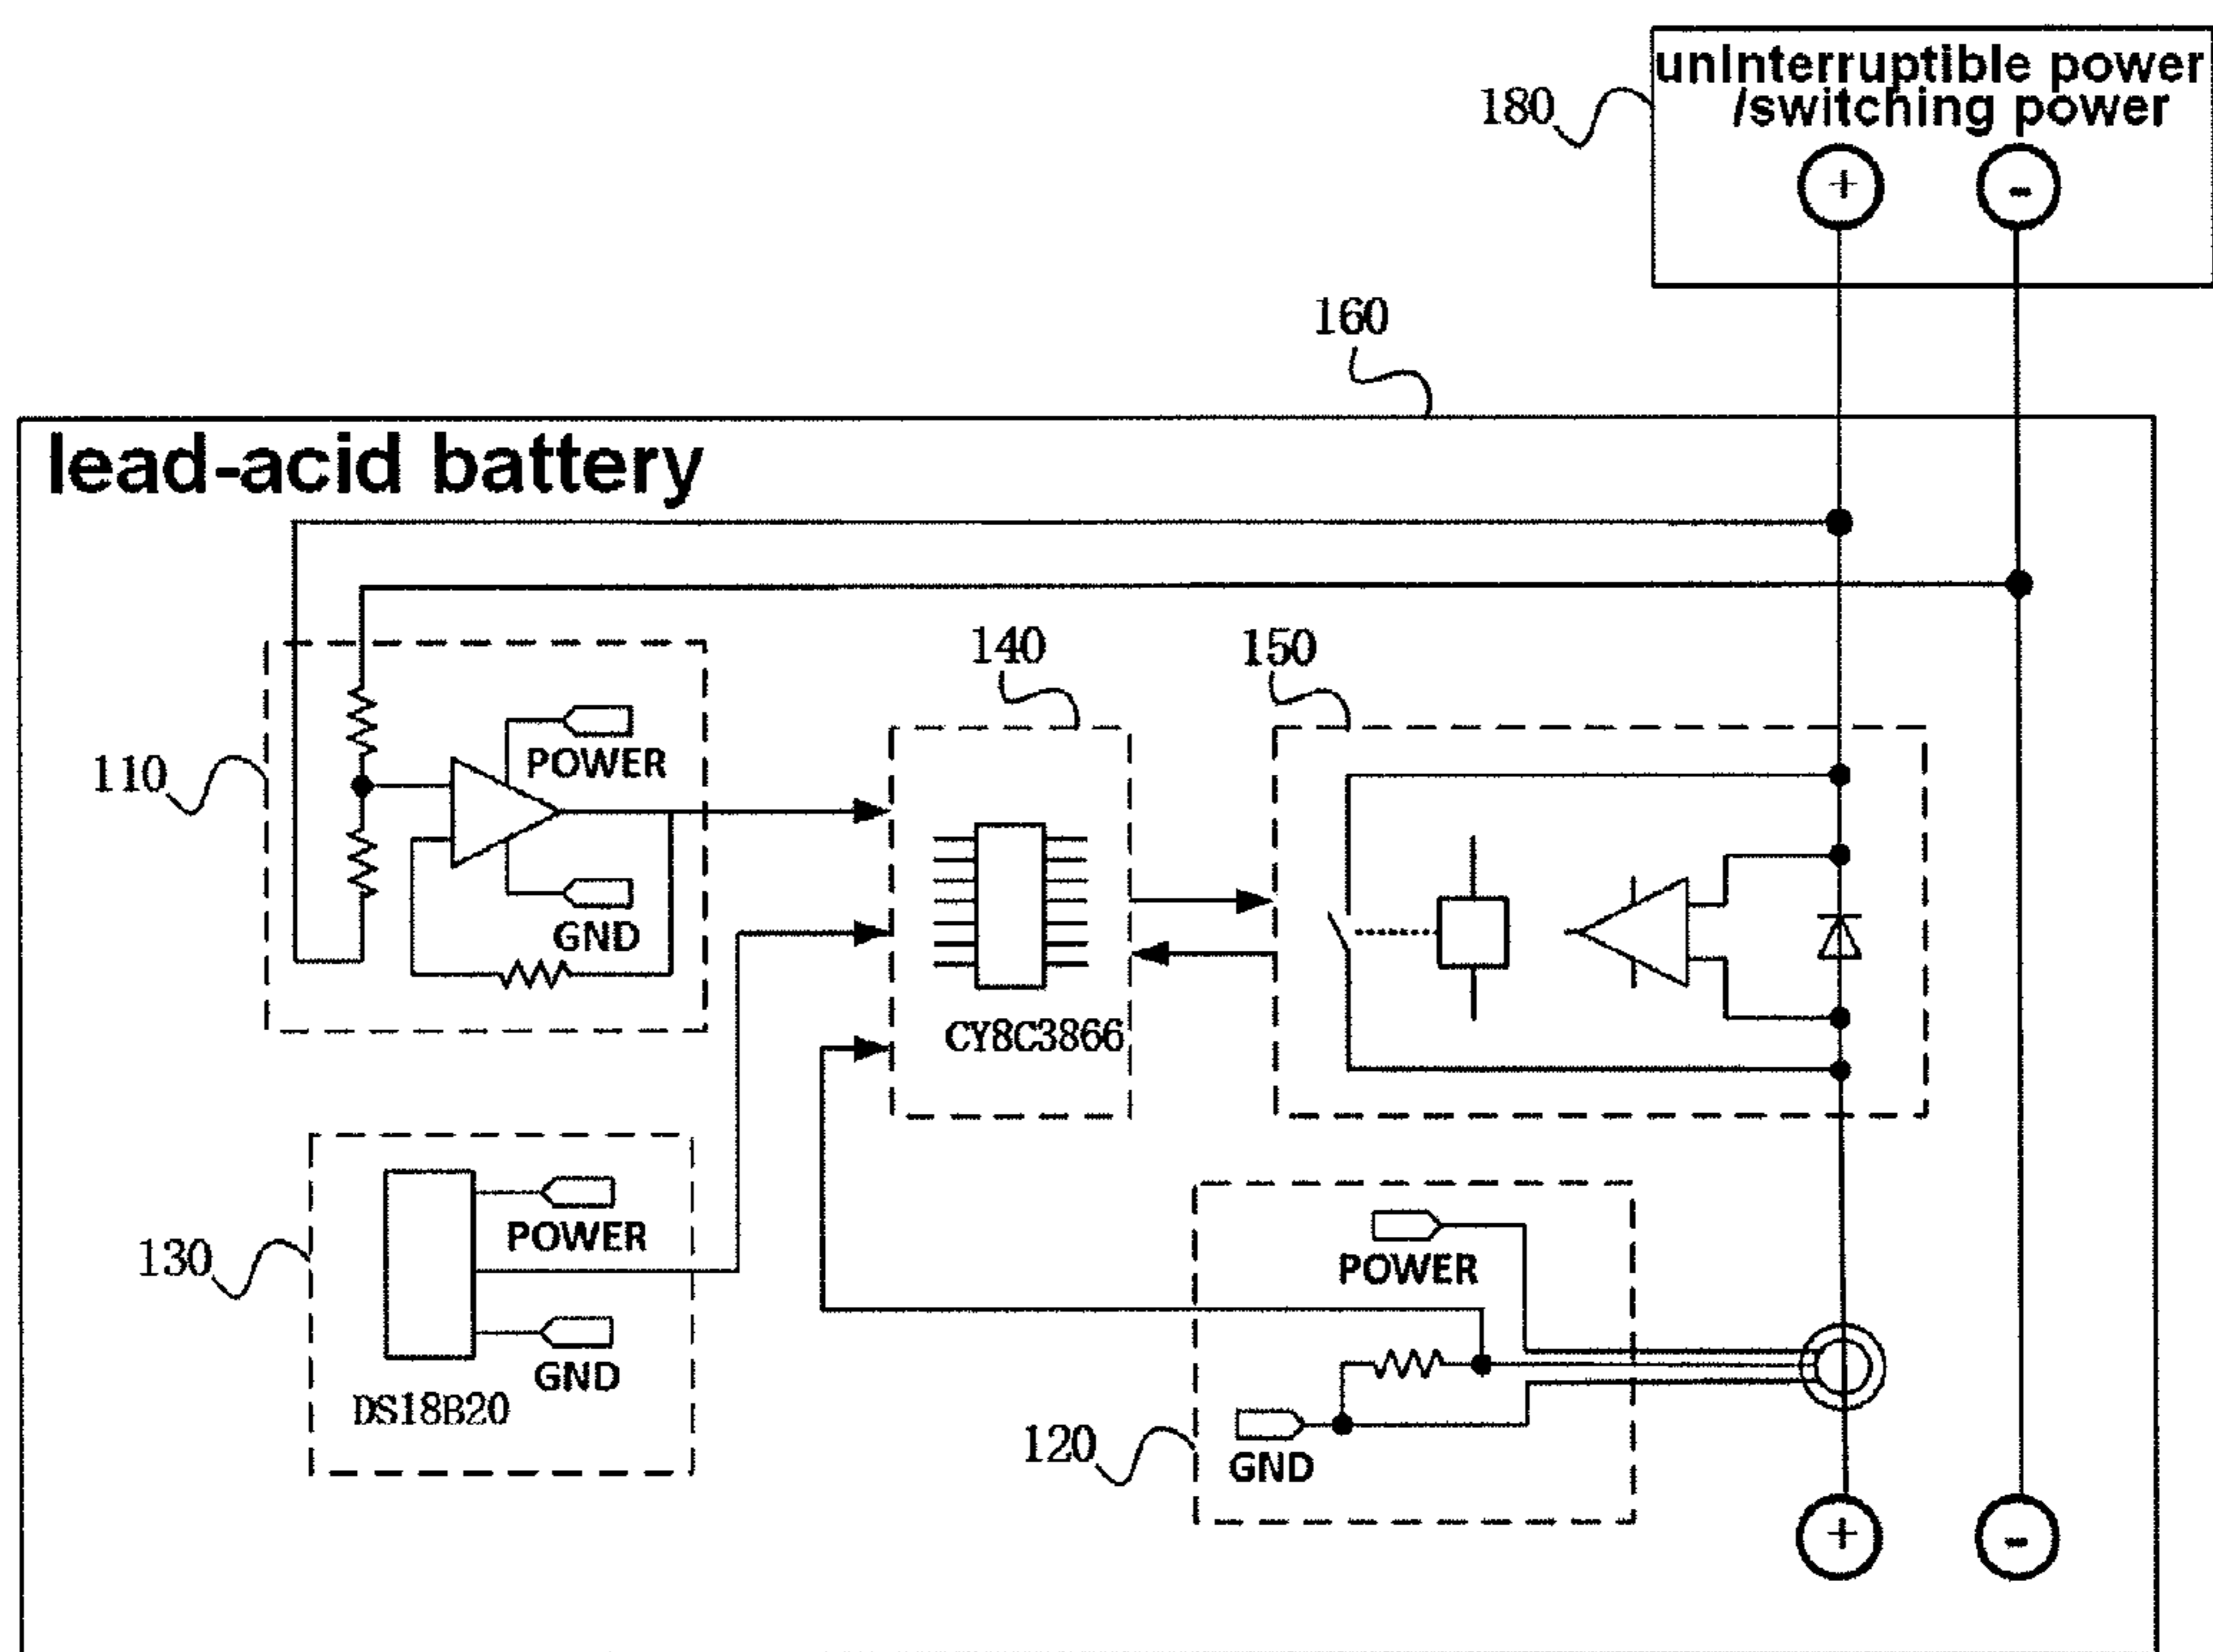 uninterruptible power
/switching power
180
+
-
160
lead-acid battery
140
150
110
POWER
GND
CY8C3866
130
POWER
GND
DS18B20
POWER
120
GND
+
-